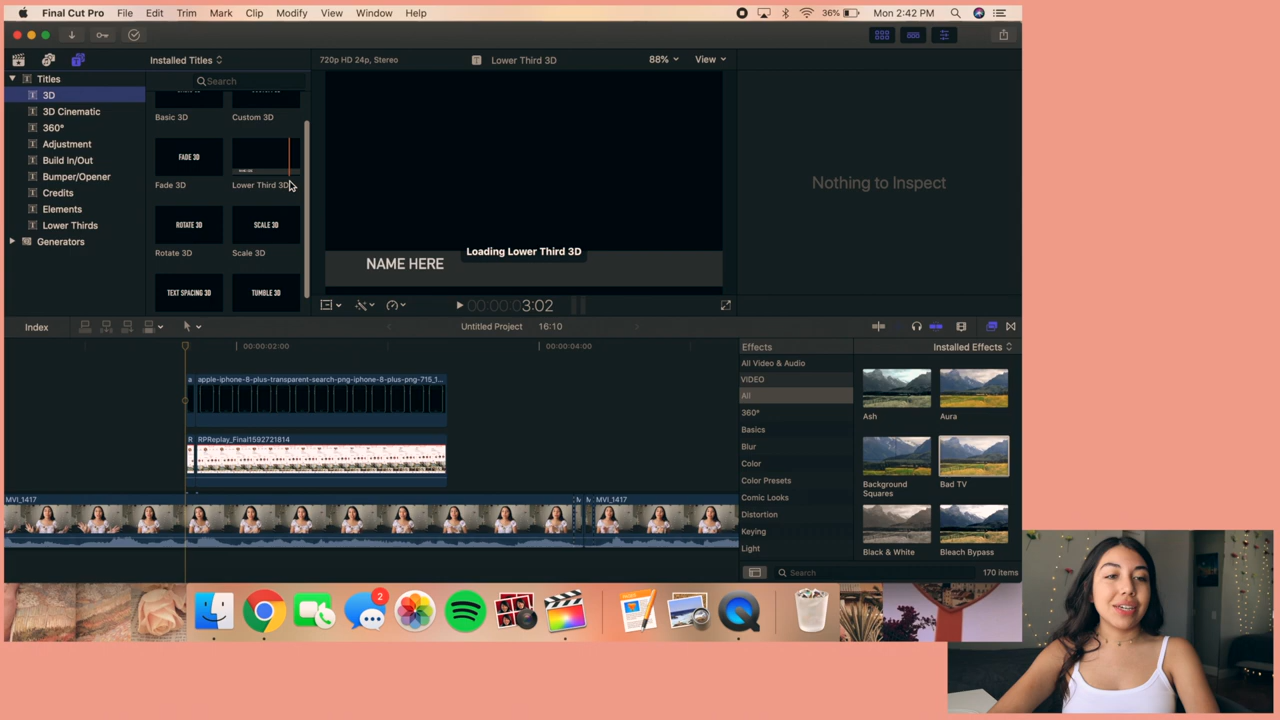 Final Cut Pro File Edit Trim Mark Clip Modify View Window Help 36% Mon 2:42 PM
Installed Titles 720p HD 24p, Stereo Lower Third 3D 88% View
Titles
3D
3D Cinematic
360°
Adjustment
Build In/Out
Bumper/Opener
Credits
Elements
Lower Thirds
Generators
Search
Basic 3D Custom 3D
FADE 3D
Fade 3D Lower Third 3D
ROTATE 3D SCALE 3D
Rotate 3D Scale 3D
TEXT SPACING 3D TUMBLE 3D
Loading Lower Third 3D
NAME HERE
00:00:00:03:02
Nothing to Inspect
Index Untitled Project 16:10
00:00:02:00 00:00:04:00
a apple-iphone-8-plus-transparent-search-png-iphone-8-plus-png-715_1...
R RPReplay_Final1592721814
MVI_1417 M M MVI_1417
Effects Installed Effects
All Video & Audio
VIDEO
All
360°
Basics
Blur
Color
Color Presets
Comic Looks
Distortion
Keying
Light
Ash Aura
Background
Squares
Bad TV
Black & White Bleach Bypass
Search 170 items
2